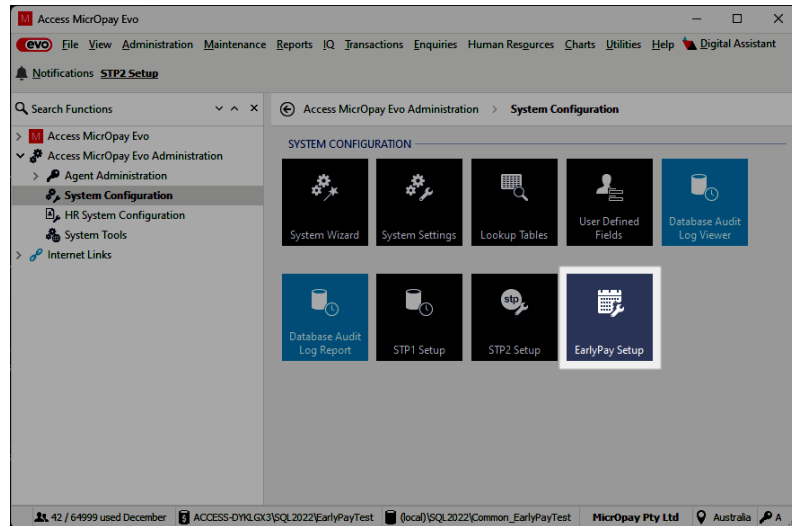 M Access MicrOpay Evo
evo File View Administration Maintenance Reports IQ Transactions Enquiries Human Resources Charts Utilities Help Digital Assistant
Notifications STP2 Setup
Search Functions
Access MicrOpay Evo Administration > System Configuration
M Access MicrOpay Evo
Access MicrOpay Evo Administration
Agent Administration
System Configuration
HR System Configuration
System Tools
Internet Links
SYSTEM CONFIGURATION
System Wizard
System Settings
Lookup Tables
User Defined
Fields
Database Audit
Log Viewer
Database Audit
Log Report
STP1 Setup
stp
STP2 Setup
EarlyPay Setup
42 / 64999 used December ACCESS-DYKLGX3\SQL2022\EarlyPayTest (local)\SQL2022\Common_EarlyPayTest MicrOpay Pty Ltd Australia A